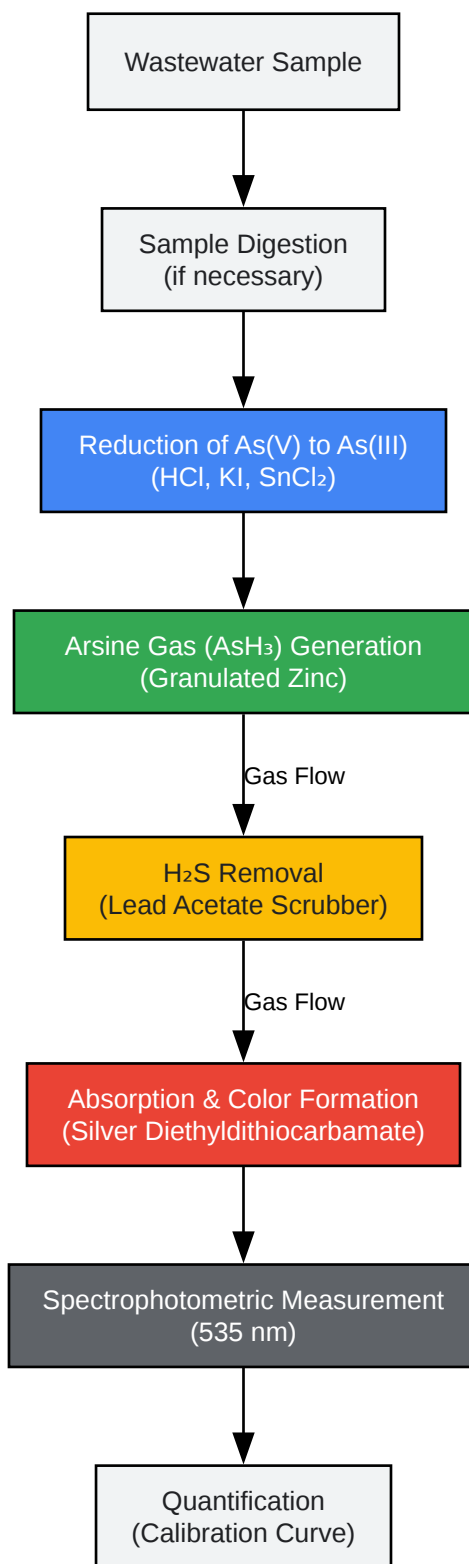 Wastewater Sample
Sample Digestion
(if necessary)
Reduction of As(V) to As(III)
(HCl, KI, SnCl₂)
Arsine Gas (AsH₃) Generation
(Granulated Zinc)
Gas Flow
H₂S Removal
(Lead Acetate Scrubber)
Gas Flow
Absorption & Color Formation
(Silver Diethyldithiocarbamate)
Spectrophotometric Measurement
(535 nm)
Quantification
(Calibration Curve)